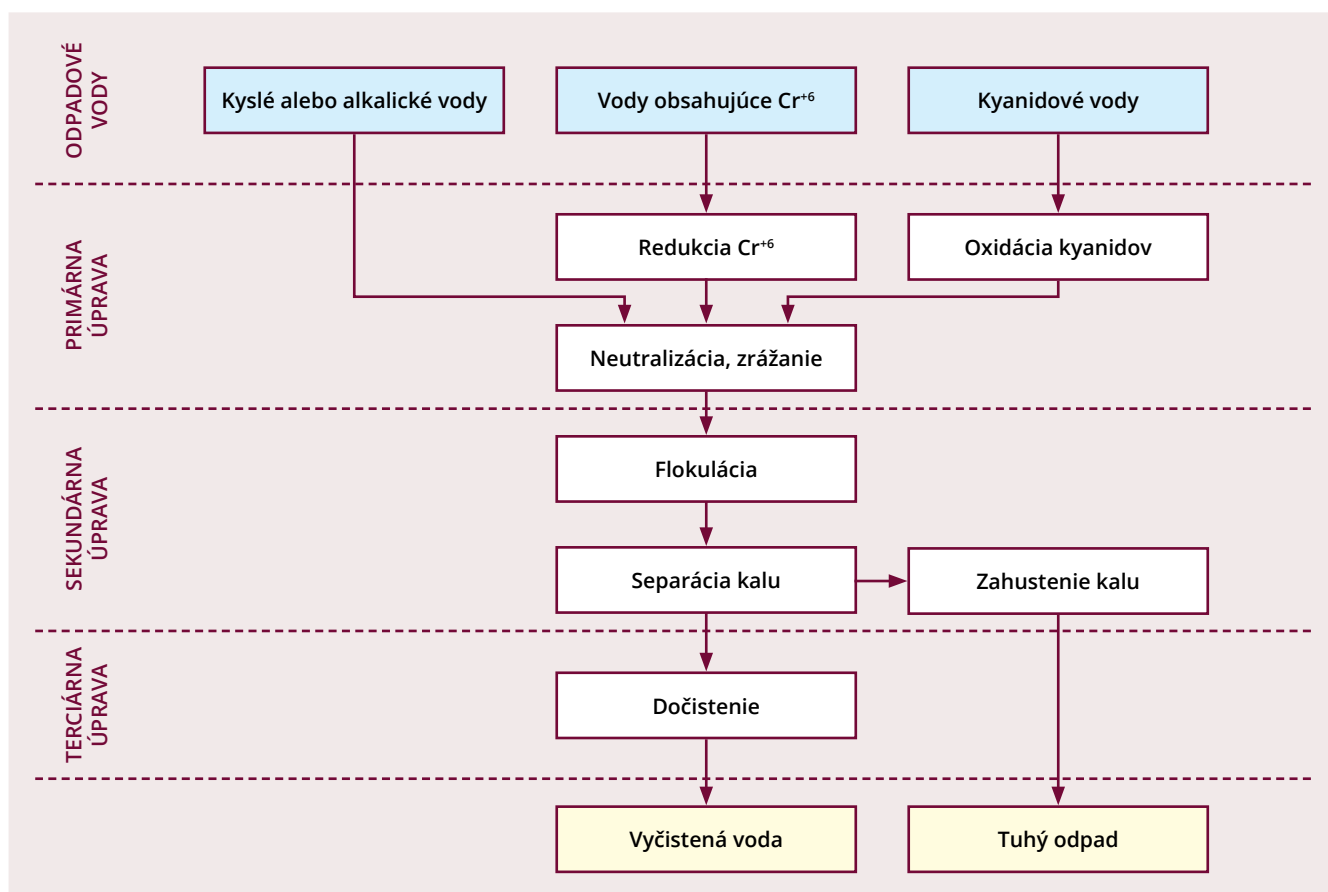 ODPADOVÉ
VODY
Kyslé alebo alkalické vody
Vody obsahujúce Cr⁺⁶
Kyanidové vody
PRIMÁRNA
ÚPRAVA
Redukcia Cr⁺⁶
Oxidácia kyanidov
Neutralizácia, zrážanie
SEKUNDÁRNA
ÚPRAVA
Flokulácia
Separácia kalu
Zahustenie kalu
TERCIÁRNA
ÚPRAVA
Dočistenie
Vyčistená voda
Tuhý odpad